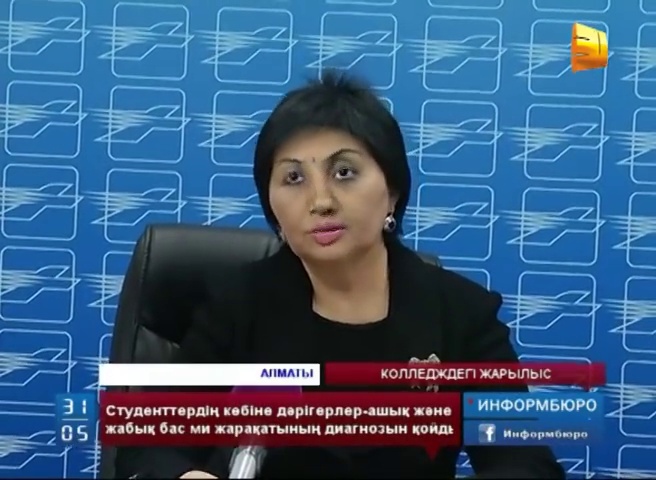 АЛМАТЫ
КОЛЛЕДЖДЕГІ ЖАРЫЛЫС
31
05
Студенттердің көбіне дәрігерлер-ашық және
жабық бас ми жарақатының диагнозын қойды
ИНФОРМБЮРО
Информбюро